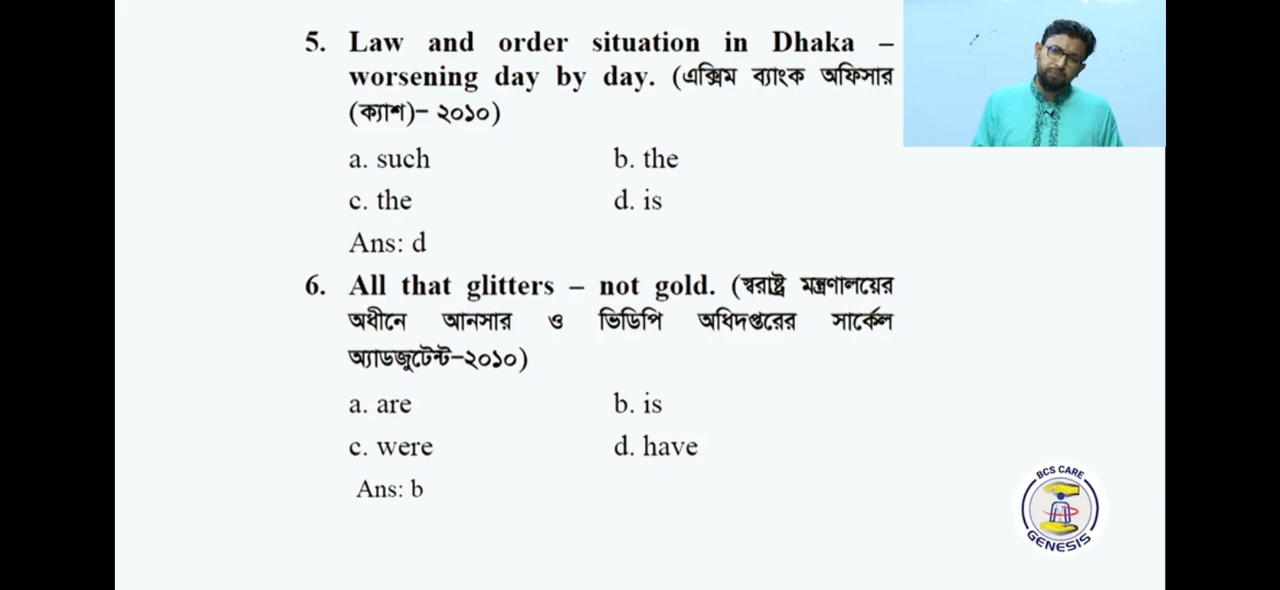 5. Law and order situation in Dhaka –
worsening day by day. (এক্সিম ব্যাংক অফিসার
(ক্যাশ)– ২০১০)
a. such b. the
c. the d. is
Ans: d
6. All that glitters – not gold. (স্বরাষ্ট্র মন্ত্রণালয়ের
অধীনে আনসার ও ভিডিপি অধিদপ্তরের সার্কেল
অ্যাডজুটেন্ট–২০১০)
a. are b. is
c. were d. have
Ans: b
BCS CARE
GENESIS